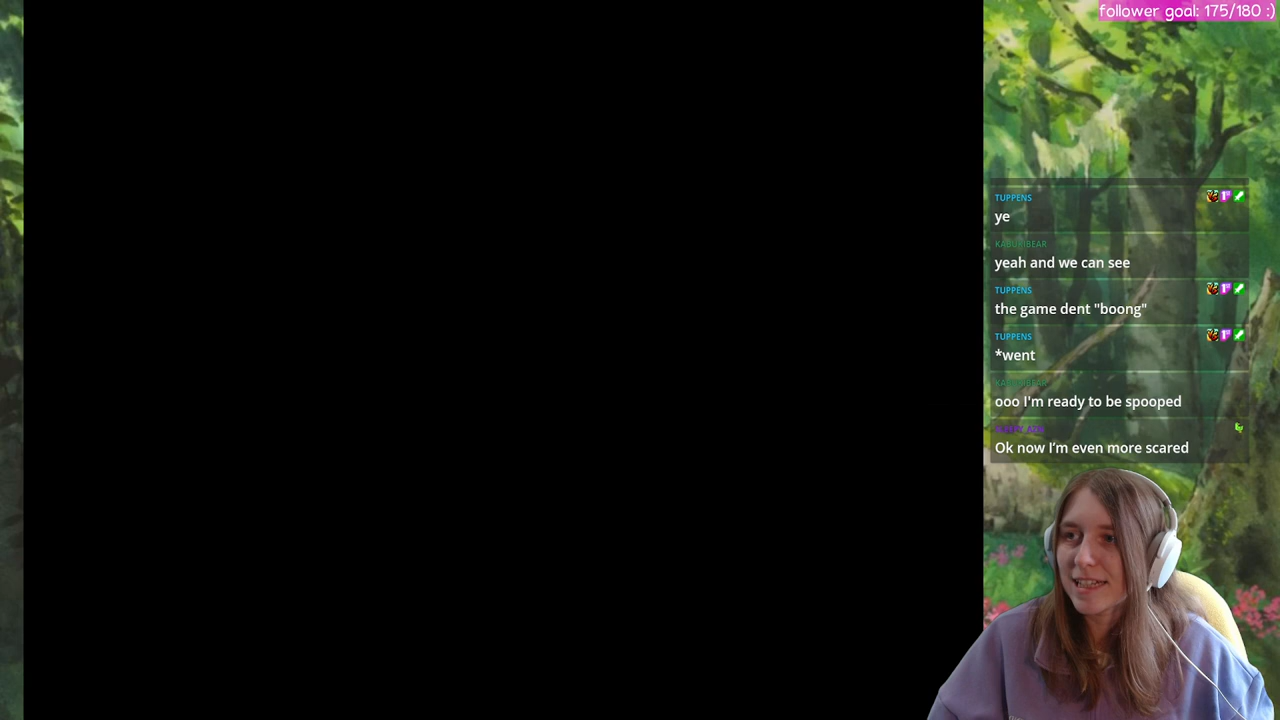 follower goal: 175/180 :)
TUPPENS
ye
KABURIBEAR
yeah and we can see
TUPPENS
the game dent "boong"
TUPPENS
*went
ooo I'm ready to be spooped
Ok now I'm even more scared